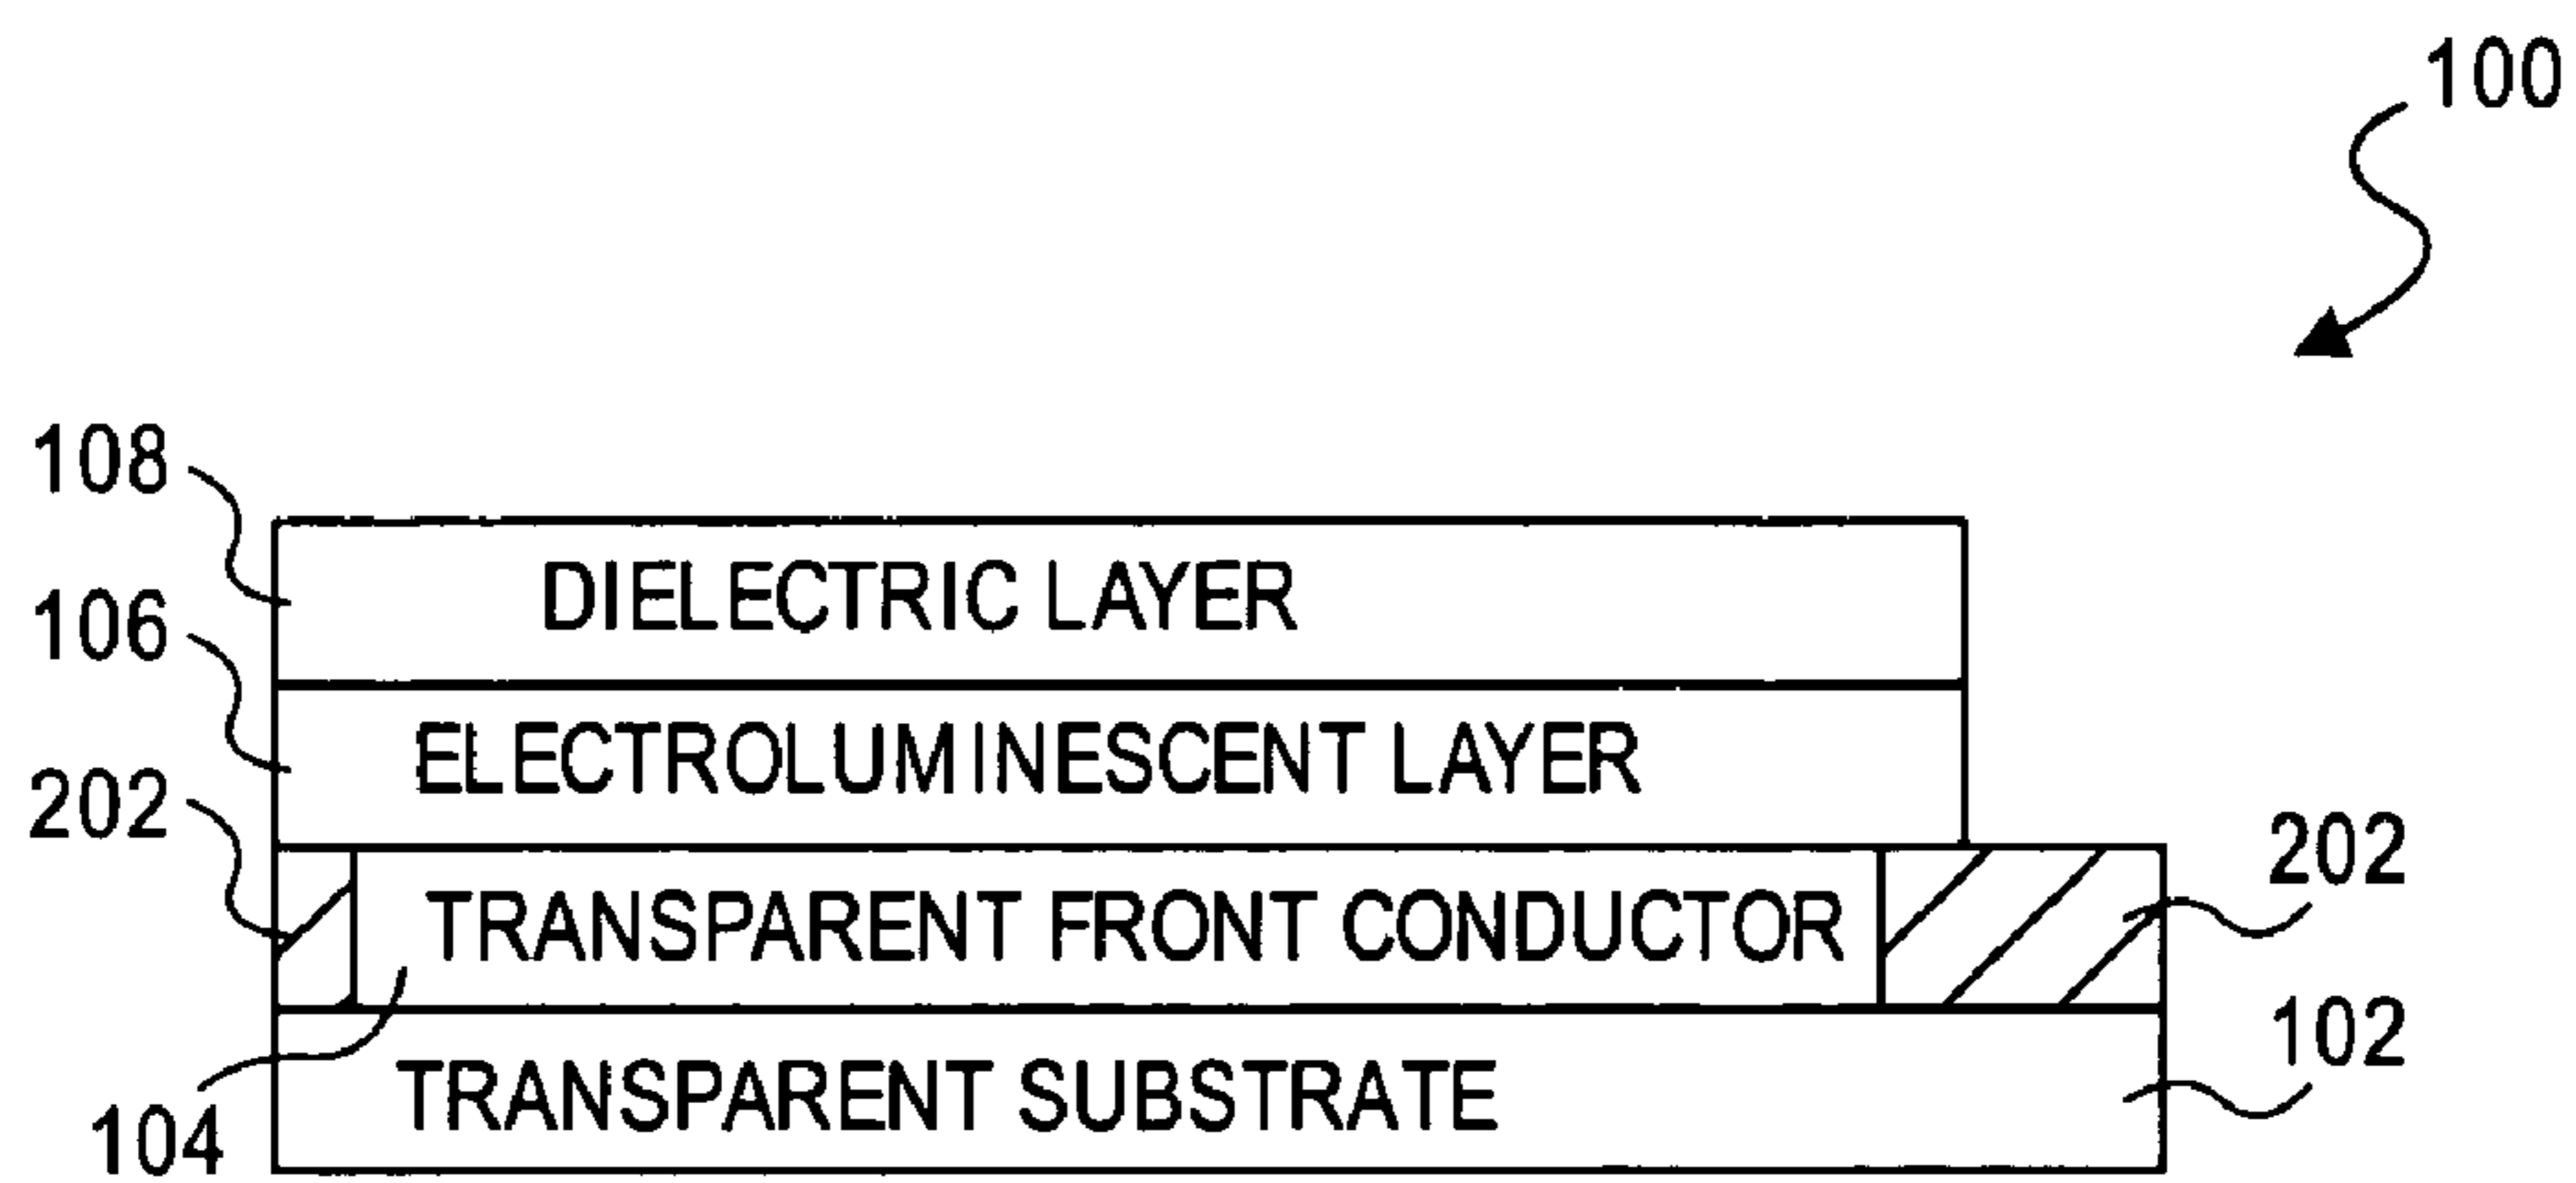 100
108
DIELECTRIC LAYER
106
ELECTROLUMINESCENT LAYER
202
202
TRANSPARENT FRONT CONDUCTOR
102
TRANSPARENT SUBSTRATE
104